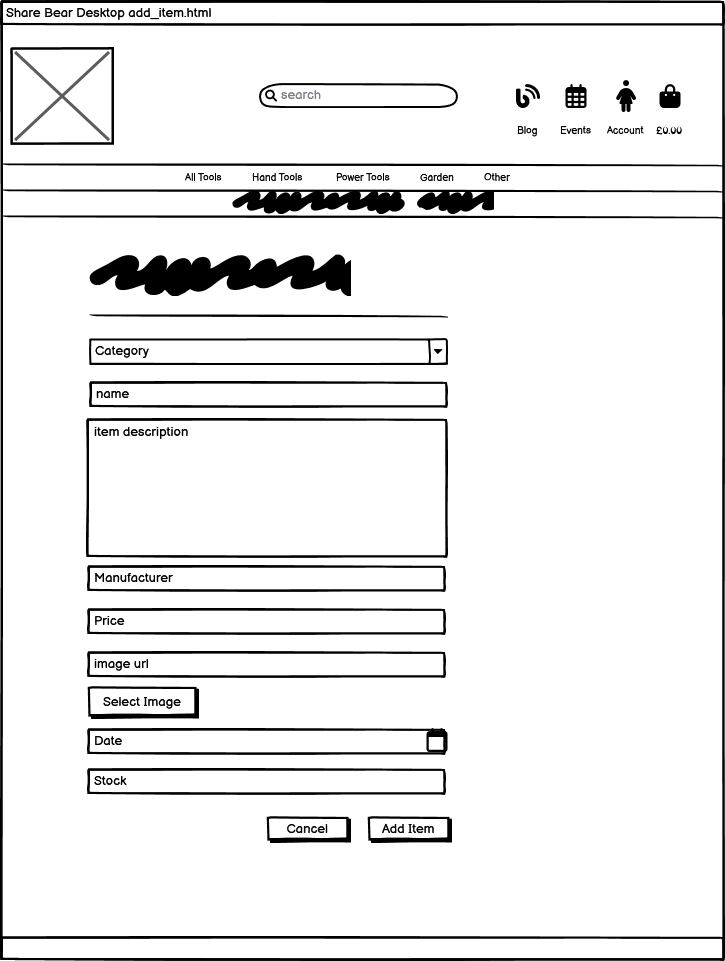 Share Bear Desktop add_item.html
search
Blog Events Account £0.00
All Tools Hand Tools Power Tools Garden Other
Category
name
item description
Manufacturer
Price
image url
Select Image
Date
Stock
Cancel Add Item